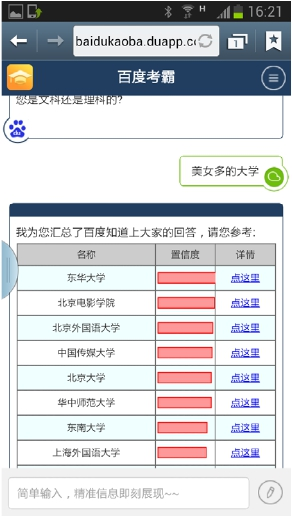 H
16:21
baidukaoba.duapp.c
1
百度考霸
您是文科还是理科的?
du
美女多的大学
我为您汇总了百度知道上大家的回答，请您参考:
名称 置信度 详情
东华大学 点这里
北京电影学院 点这里
北京外国语大学 点这里
中国传媒大学 点这里
北京大学 点这里
华中师范大学 点这里
东南大学 点这里
上海外国语大学 点这里
简单输入，精准信息即刻展现~~